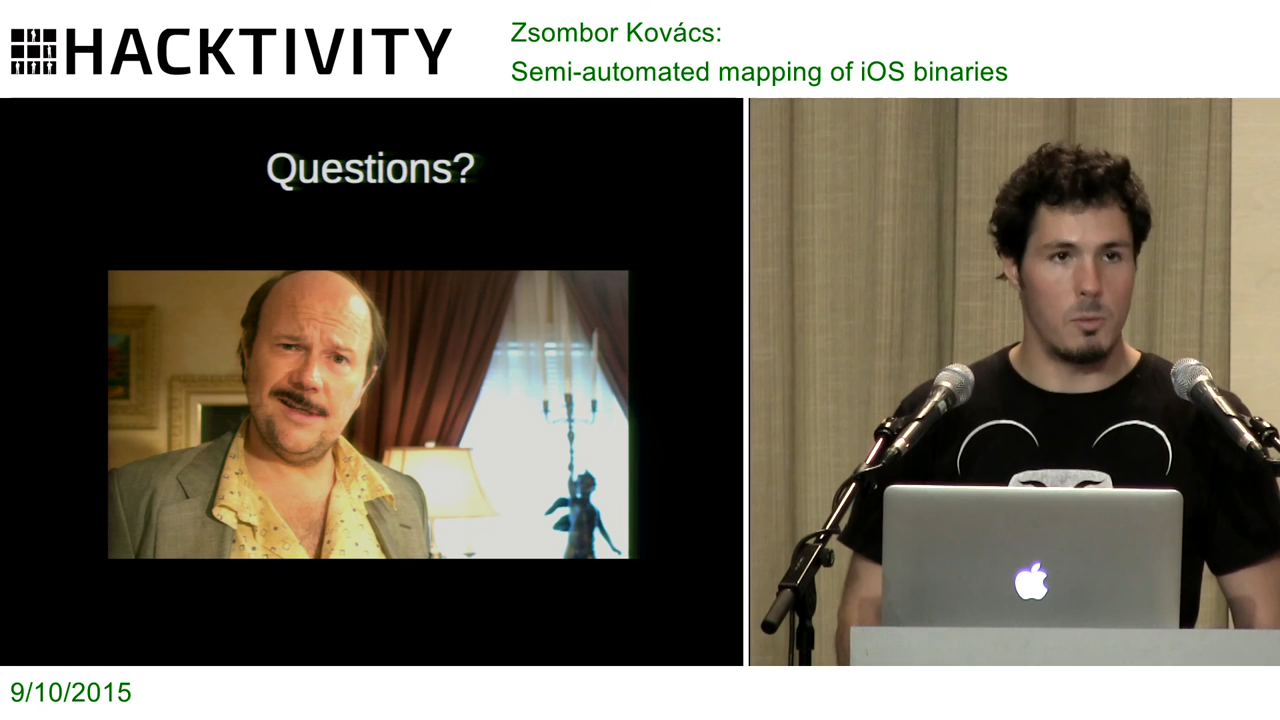 HACKTIVITY
Zsombor Kovács:
Semi-automated mapping of iOS binaries
Questions?
9/10/2015